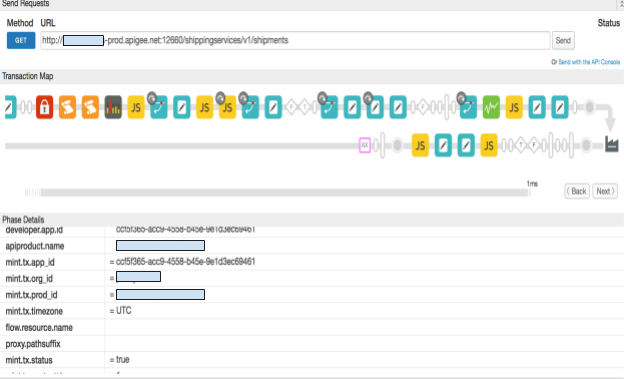 Send Requests
Method URL Status
GET http:// -prod.apigee.net:12660/shippingservices/v1/shipments Send
Or Send with the API Console
Transaction Map
JS JS JS JS
AX JS JS T F
1ms
Back Next
Phase Details
developer.app.id ccf5f365-acc9-4558-b45e-9e1d3ec69461
apiproduct.name
mint.tx.app_id = ccf5f365-acc9-4558-b45e-9e1d3ec69461
mint.tx.org_id =
mint.tx.prod_id =
mint.tx.timezone = UTC
flow.resource.name
proxy.pathsuffix
mint.tx.status = true